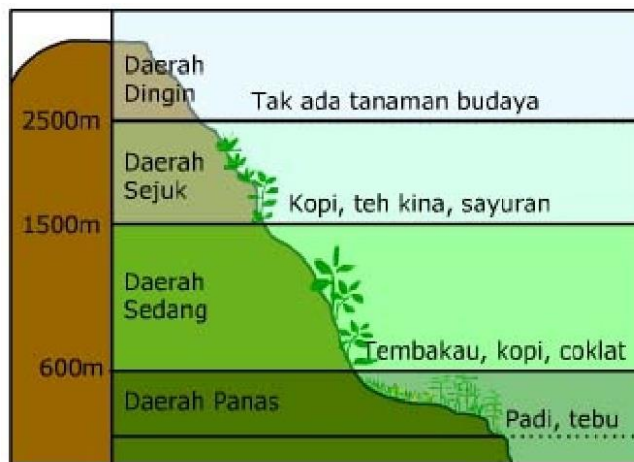 Daerah
Dingin
Tak ada tanaman budaya
2500m
Daerah
Sejuk
Kopi, teh kina, sayuran
1500m
Daerah
Sedang
Tembakau, kopi, coklat
600m
Daerah Panas
Padi, tebu